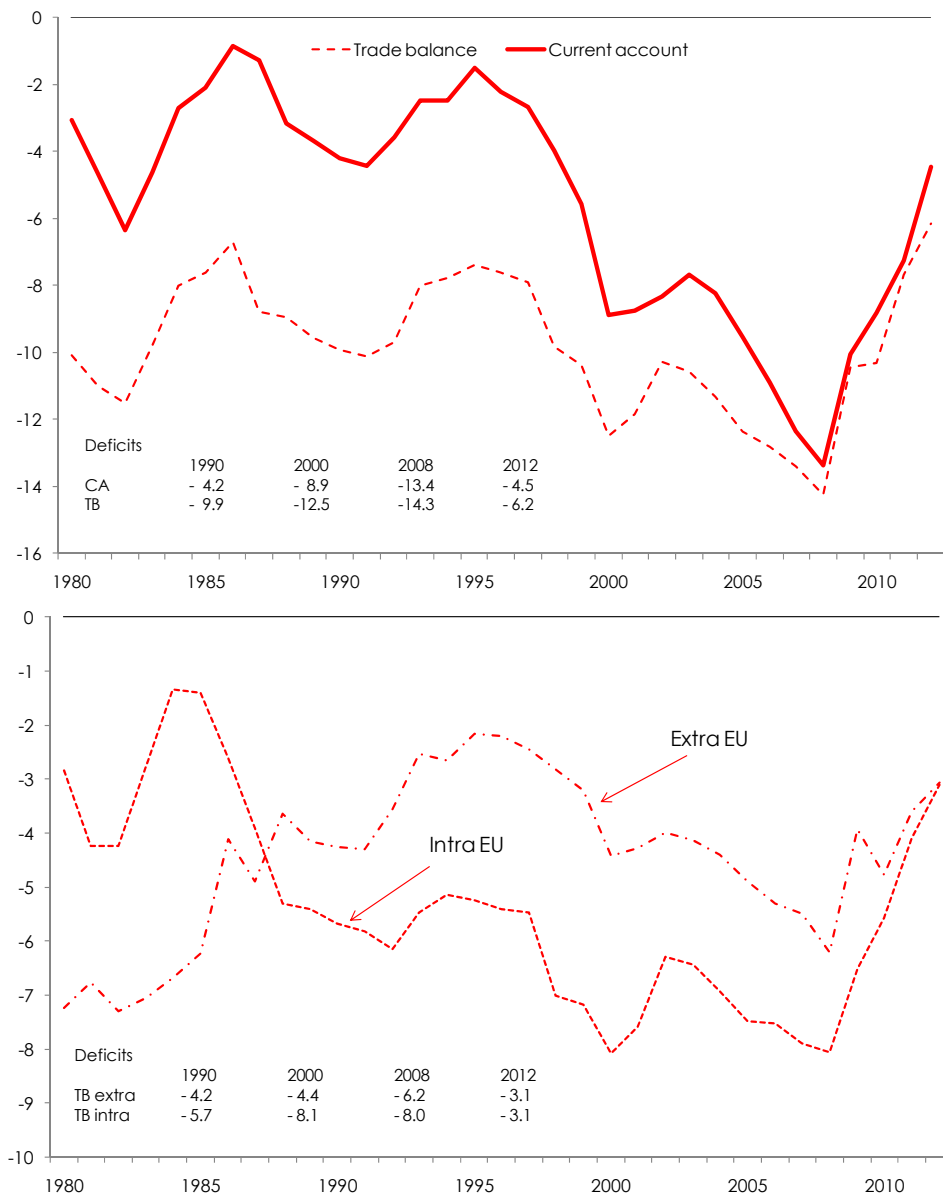 0
Trade balance Current account
-2
-4
-6
-8
-10
-12
Deficits
1990 2000 2008 2012
CA - 4.2 - 8.9 -13.4 - 4.5
TB - 9.9 -12.5 -14.3 - 6.2
-14
-16
1980 1985 1990 1995 2000 2005 2010
0
-1
-2
Extra EU
-3
-4
Intra EU
-5
-6
-7
-8
Deficits
1990 2000 2008 2012
TB extra - 4.2 - 4.4 - 6.2 - 3.1
TB intra - 5.7 - 8.1 - 8.0 - 3.1
-9
-10
1980 1985 1990 1995 2000 2005 2010